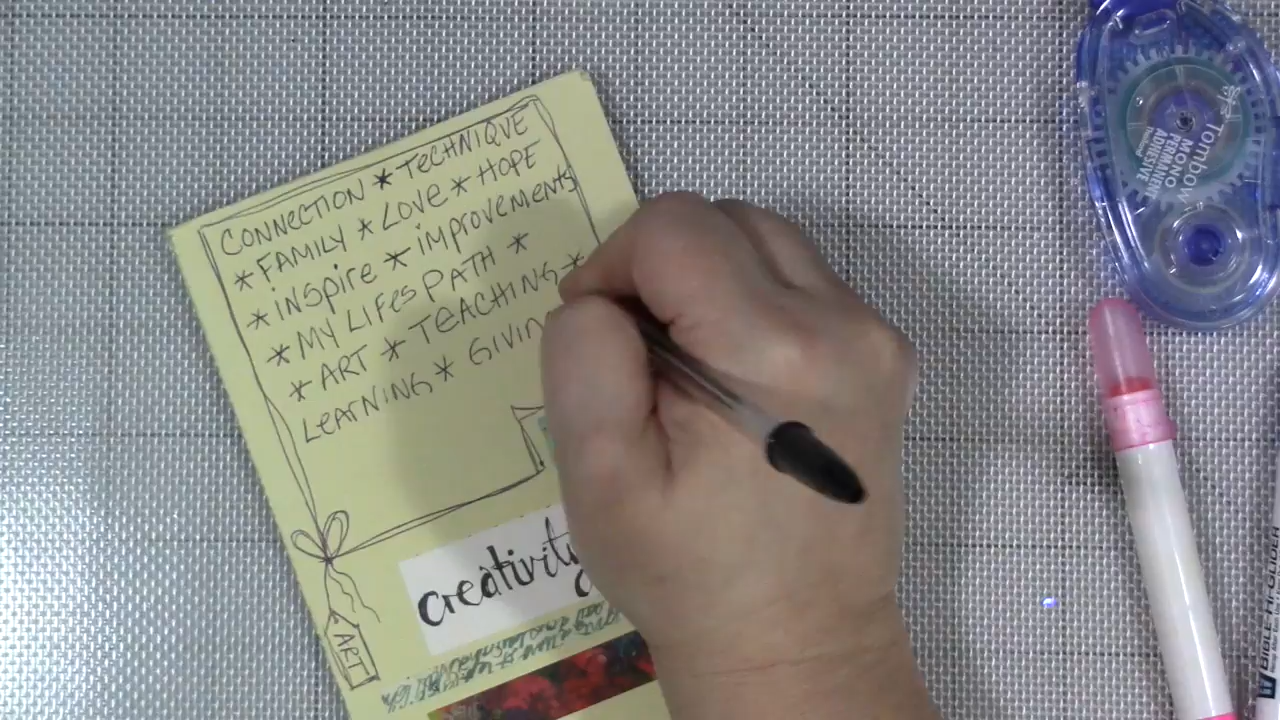 CONNECTION * TECHNIQUE
* FAMILY * LOVE * HOPE
* INSPIRE * IMPROVEMENTS
* MY LIFES PATH *
* ART * TEACHING *
LEARNING * GIVIN
creativity
ART
Tombow
MONO
PERMANENT
ADHESIVE